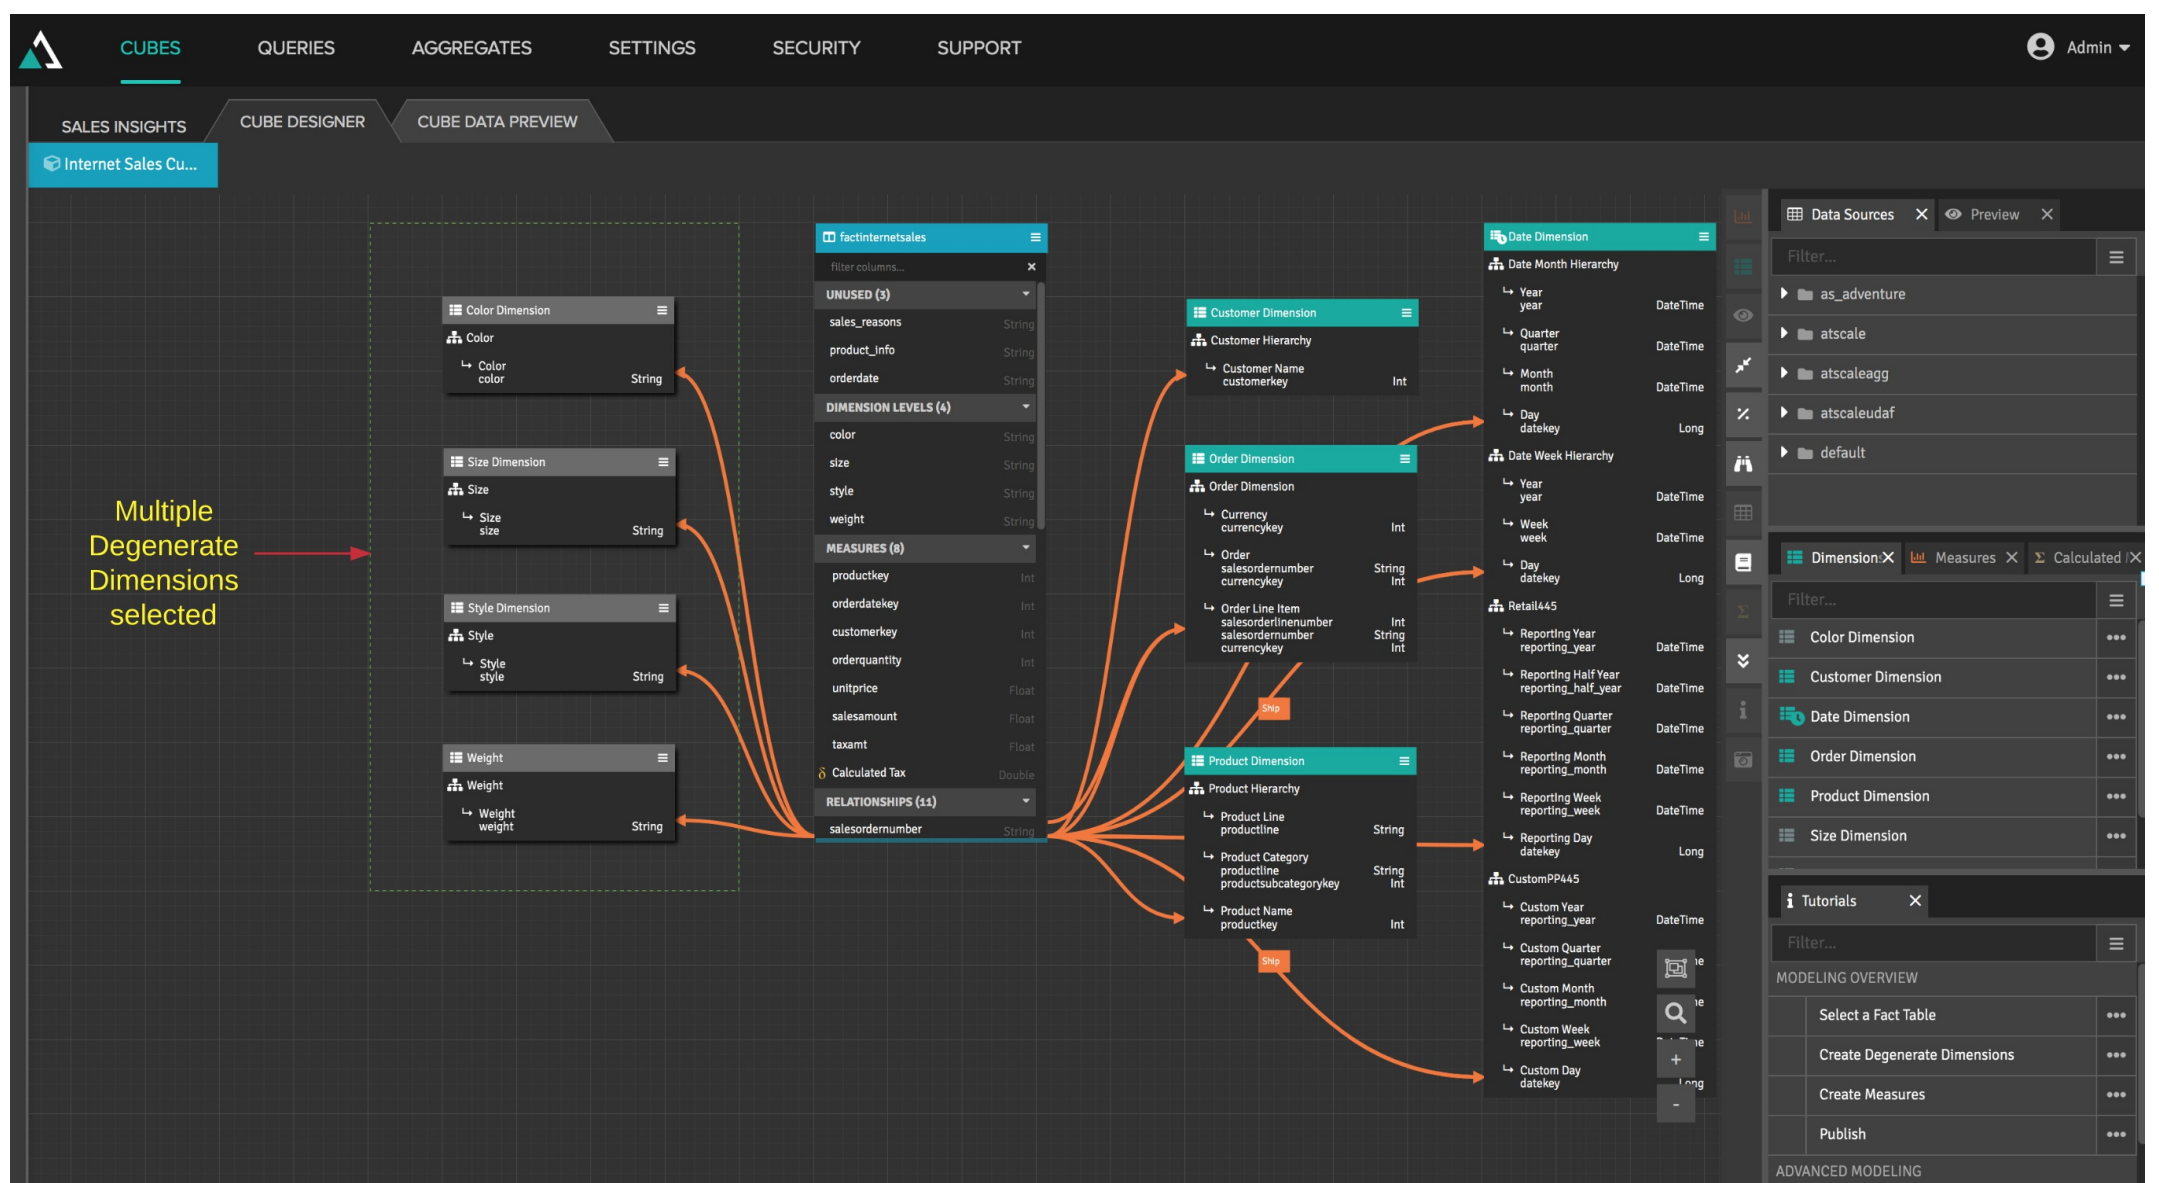 CUBES QUERIES AGGREGATES SETTINGS SECURITY SUPPORT Admin
SALES INSIGHTS CUBE DESIGNER CUBE DATA PREVIEW
Internet Sales Cu...
Multiple
Degenerate
Dimensions
selected
Color Dimension
Color
Color
color String
Size Dimension
Size
Size
size String
Style Dimension
Style
Style
style String
Weight
Weight
Weight
weight String
factinternetsales
filter columns...
UNUSED (3)
sales_reasons String
product_info String
orderdate String
DIMENSION LEVELS (4)
color String
size String
style String
weight String
MEASURES (8)
productkey Int
orderdatekey Int
customerkey Int
orderquantity Int
unitprice Float
salesamount Float
taxamt Float
δ Calculated Tax Double
RELATIONSHIPS (11)
salesordernumber String
Customer Dimension
Customer Hierarchy
Customer Name
customerkey Int
Order Dimension
Order Dimension
Currency
currencykey Int
Order
salesordernumber String
currencykey Int
Order Line Item
salesorderlinenumber Int
salesordernumber String
currencykey Int
Ship
Product Dimension
Product Hierarchy
Product Line
productline String
Product Category
productline String
productsubcategorykey Int
Product Name
productkey Int
Ship
Date Dimension
Date Month Hierarchy
Year
year DateTime
Quarter
quarter DateTime
Month
month DateTime
Day
datekey Long
Date Week Hierarchy
Year
year DateTime
Week
week DateTime
Day
datekey Long
Retail445
Reporting Year
reporting_year DateTime
Reporting Half Year
reporting_half_year DateTime
Reporting Quarter
reporting_quarter DateTime
Reporting Month
reporting_month DateTime
Reporting Week
reporting_week DateTime
Reporting Day
datekey Long
CustomPP445
Custom Year
reporting_year DateTime
Custom Quarter
reporting_quarter
Custom Month
reporting_month
Custom Week
reporting_week
Custom Day
datekey Long
+
-
Data Sources Preview
Filter...
as_adventure
atscale
atscaleagg
atscaleudaf
default
Dimension Measures Σ Calculated
Filter...
Color Dimension
Customer Dimension
Date Dimension
Order Dimension
Product Dimension
Size Dimension
Tutorials
Filter...
MODELING OVERVIEW
Select a Fact Table
Create Degenerate Dimensions
Create Measures
Publish
ADVANCED MODELING